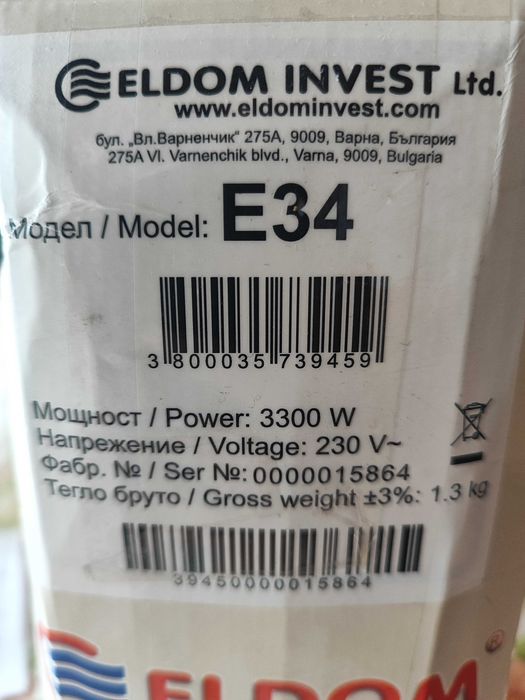 ELDOM INVEST Ltd.
www.eldominvest.com
бул. „Вл.Варненчик" 275А, 9009, Варна, България
275A Vl. Varnenchik blvd., Varna, 9009, Bulgaria
Модел / Model: E34
3 800035 739459
Мощност / Power: 3300 W
Напрежение / Voltage: 230 V~
Фабр. № / Ser №: 0000015864
Тегло бруто / Gross weight ±3%: 1.3 kg
39450000015864
ELDOM ®